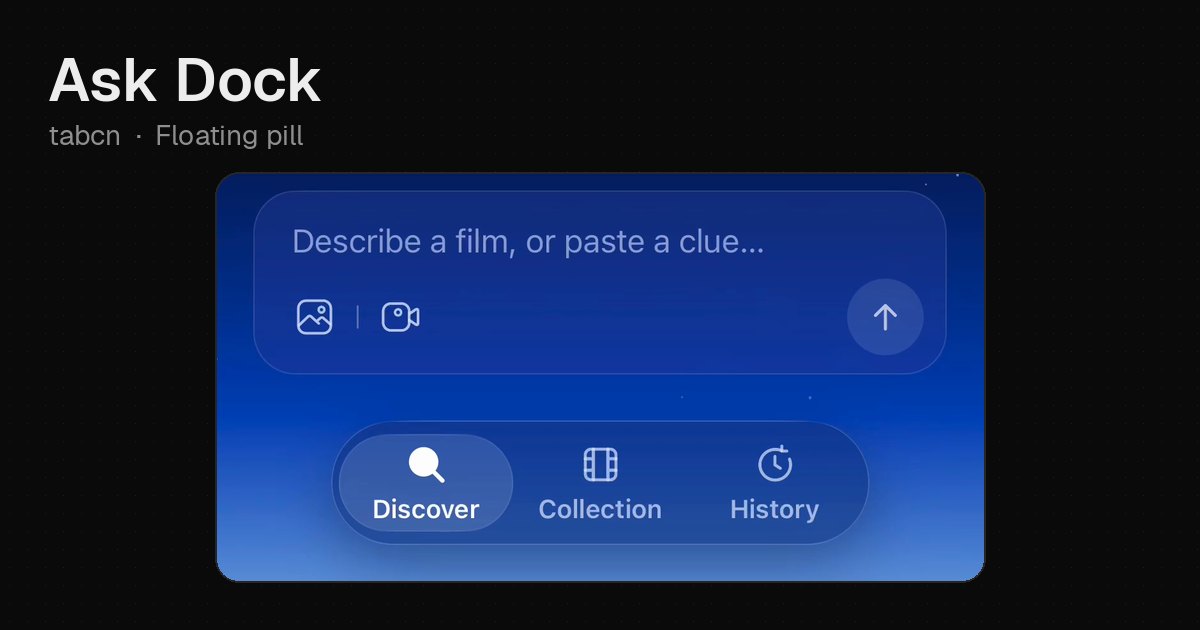 Ask Dock
tabcn · Floating pill
Describe a film, or paste a clue...
Discover
Collection
History